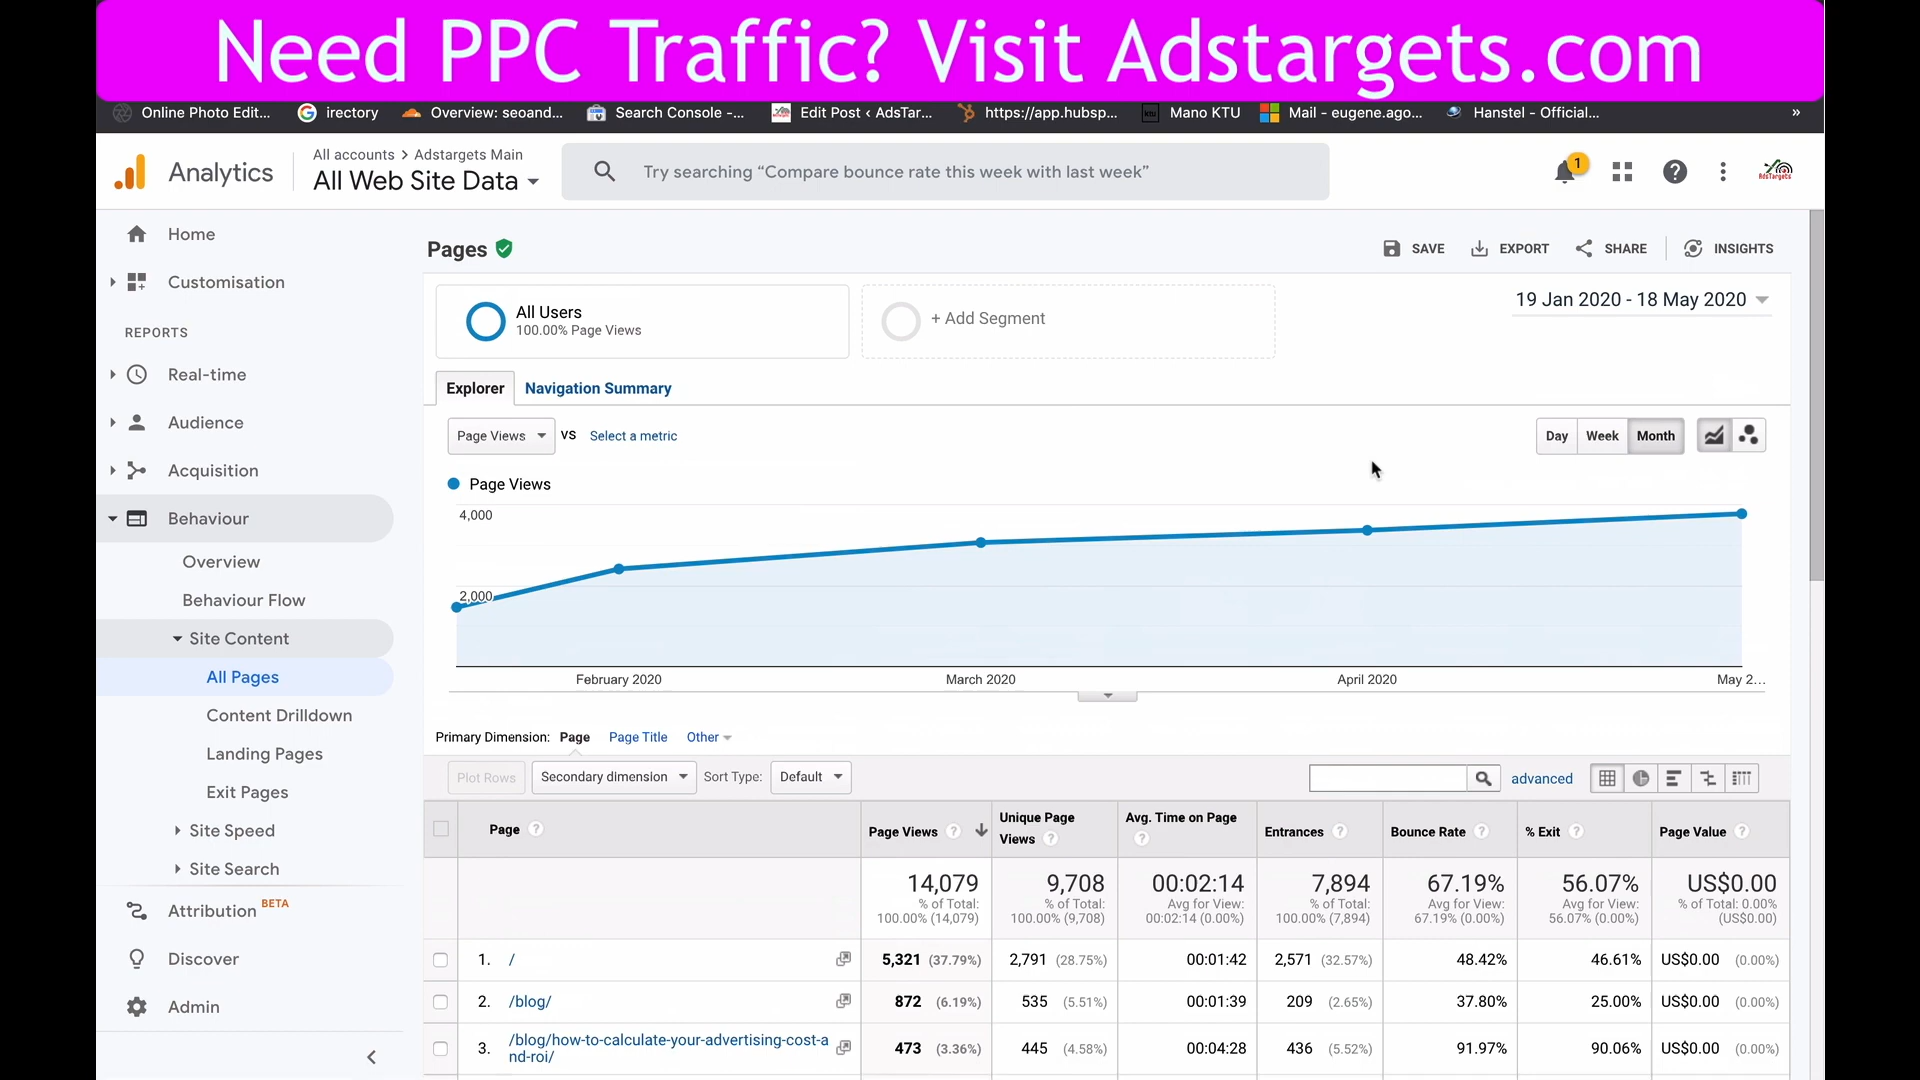 Need PPC Traffic? Visit Adstargets.com
Online Photo Edit... irectory Overview: seoand... Search Console -... Edit Post ‹ AdsTar... https://app.hubsp... Mano KTU Mail - eugene.ago... Hanstel - Official... »
Analytics
All accounts > Adstargets Main
All Web Site Data
Try searching “Compare bounce rate this week with last week”
1
AdsTargets
Home
Customisation
REPORTS
Real-time
Audience
Acquisition
Behaviour
Overview
Behaviour Flow
Site Content
All Pages
Content Drilldown
Landing Pages
Exit Pages
Site Speed
Site Search
Attribution BETA
Discover
Admin
Pages
SAVE EXPORT SHARE INSIGHTS
All Users
100.00% Page Views
+ Add Segment
19 Jan 2020 - 18 May 2020
Explorer Navigation Summary
Page Views VS Select a metric
Day Week Month
Page Views
4,000
2,000
February 2020 March 2020 April 2020 May 2...
Primary Dimension: Page Page Title Other
Plot Rows Secondary dimension Sort Type: Default advanced
Page ? Page Views ? Unique Page Views ? Avg. Time on Page ? Entrances ? Bounce Rate ? % Exit ? Page Value ?
14,079 9,708 00:02:14 7,894 67.19% 56.07% US$0.00
% of Total: % of Total: Avg for View: % of Total: Avg for View: Avg for View: % of Total: 0.00%
100.00% (14,079) 100.00% (9,708) 00:02:14 (0.00%) 100.00% (7,894) 67.19% (0.00%) 56.07% (0.00%) (US$0.00)
1. / 5,321 (37.79%) 2,791 (28.75%) 00:01:42 2,571 (32.57%) 48.42% 46.61% US$0.00 (0.00%)
2. /blog/ 872 (6.19%) 535 (5.51%) 00:01:39 209 (2.65%) 37.80% 25.00% US$0.00 (0.00%)
3. /blog/how-to-calculate-your-advertising-cost-a
nd-roi/ 473 (3.36%) 445 (4.58%) 00:04:28 436 (5.52%) 91.97% 90.06% US$0.00 (0.00%)